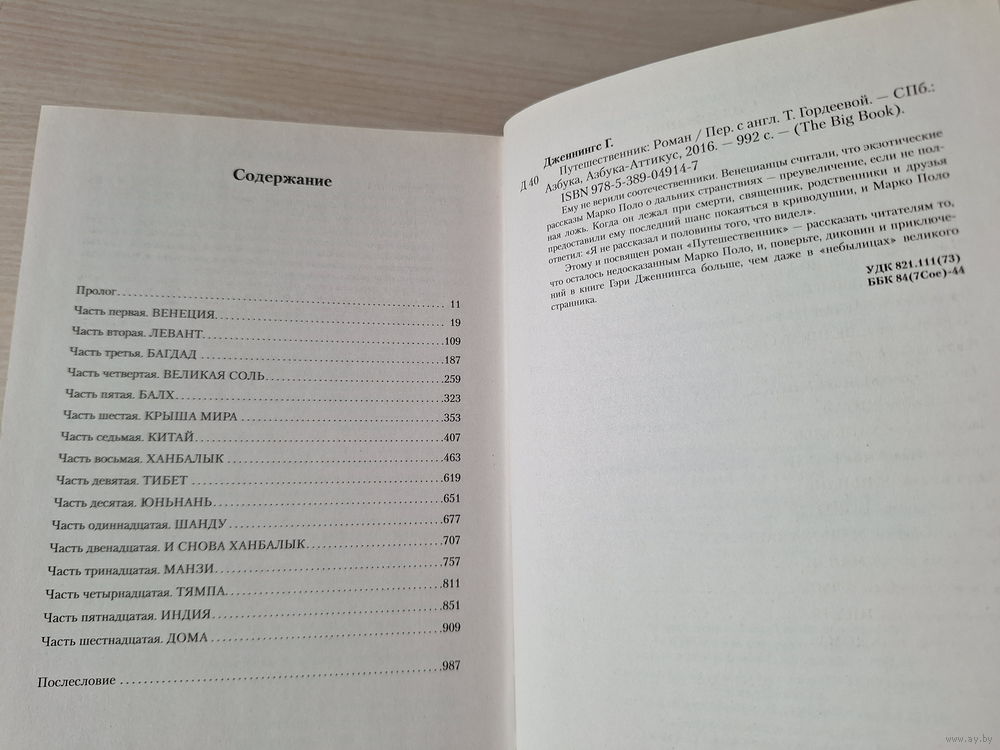 Содержание
Пролог........ 11
Часть первая. ВЕНЕЦИЯ........ 19
Часть вторая. ЛЕВАНТ........ 109
Часть третья. БАГДАД........ 187
Часть четвертая. ВЕЛИКАЯ СОЛЬ........ 259
Часть пятая. БАЛХ........ 323
Часть шестая. КРЫША МИРА........ 353
Часть седьмая. КИТАЙ........ 407
Часть восьмая. ХАНБАЛЫК........ 463
Часть девятая. ТИБЕТ........ 619
Часть десятая. ЮНЬНАНЬ........ 651
Часть одиннадцатая. ШАНДУ........ 677
Часть двенадцатая. И СНОВА ХАНБАЛЫК........ 707
Часть тринадцатая. МАНЗИ........ 757
Часть четырнадцатая. ТЯМПА........ 811
Часть пятнадцатая. ИНДИЯ........ 851
Часть шестнадцатая. ДОМА........ 909
Послесловие........ 987
Дженнингс Г.
Д 40 Путешественник: Роман / Пер. с англ. Т. Гордеевой. — СПб.:
Азбука, Азбука-Аттикус, 2016. — 992 с. — (The Big Book).
ISBN 978-5-389-04914-7
Ему не верили соотечественники. Венецианцы считали, что экзотические
рассказы Марко Поло о дальних странствиях — преувеличение, если не пол-
ная ложь. Когда он лежал при смерти, священник, родственники и друзья
предоставили ему последний шанс покаяться в криводушии, и Марко Поло
ответил: «Я не рассказал и половины того, что видел».
Этому и посвящен роман «Путешественник» — рассказать читателям то,
что осталось недосказанным Марко Поло, и, поверьте, диковин и приключе-
ний в книге Гэри Дженнингса больше, чем даже в «небылицах» великого
странника.
УДК 821.111(73)
ББК 84(7Сое)-44
www.ay.by